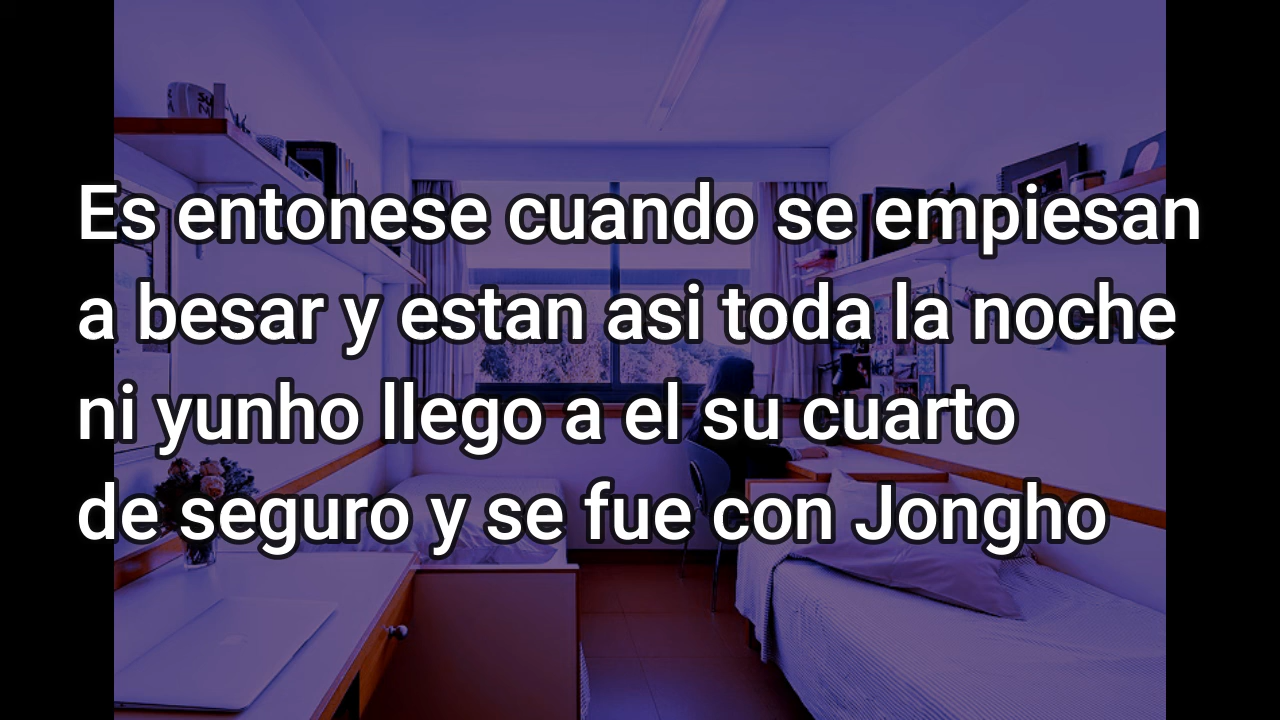 Es entonese cuando se empiesan
a besar y estan asi toda la noche
ni yunho llego a el su cuarto
de seguro y se fue con Jongho